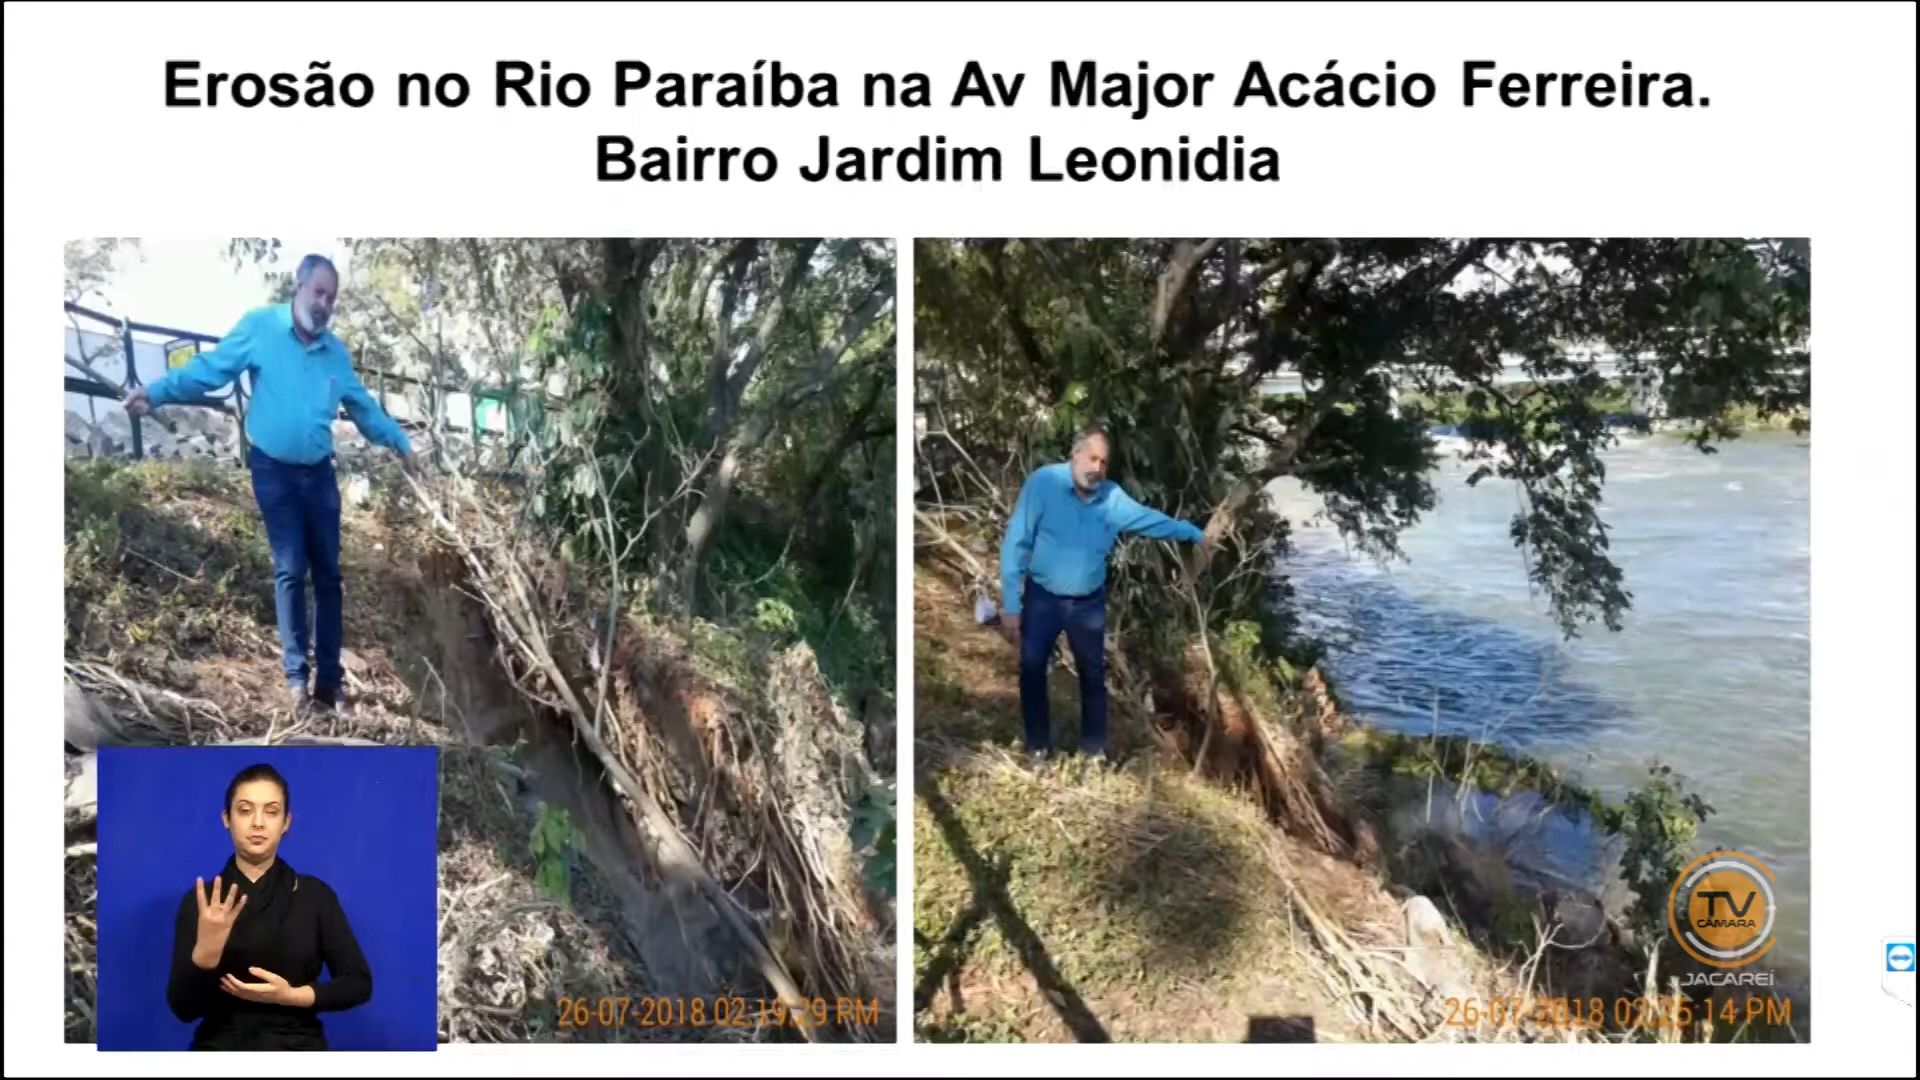 Erosão no Rio Paraíba na Av Major Acácio Ferreira.
Bairro Jardim Leonidia
26-07-2018 02:19:29 PM
26-07-2018 02:25:14 PM
TV
CÂMARA
JACAREÍ